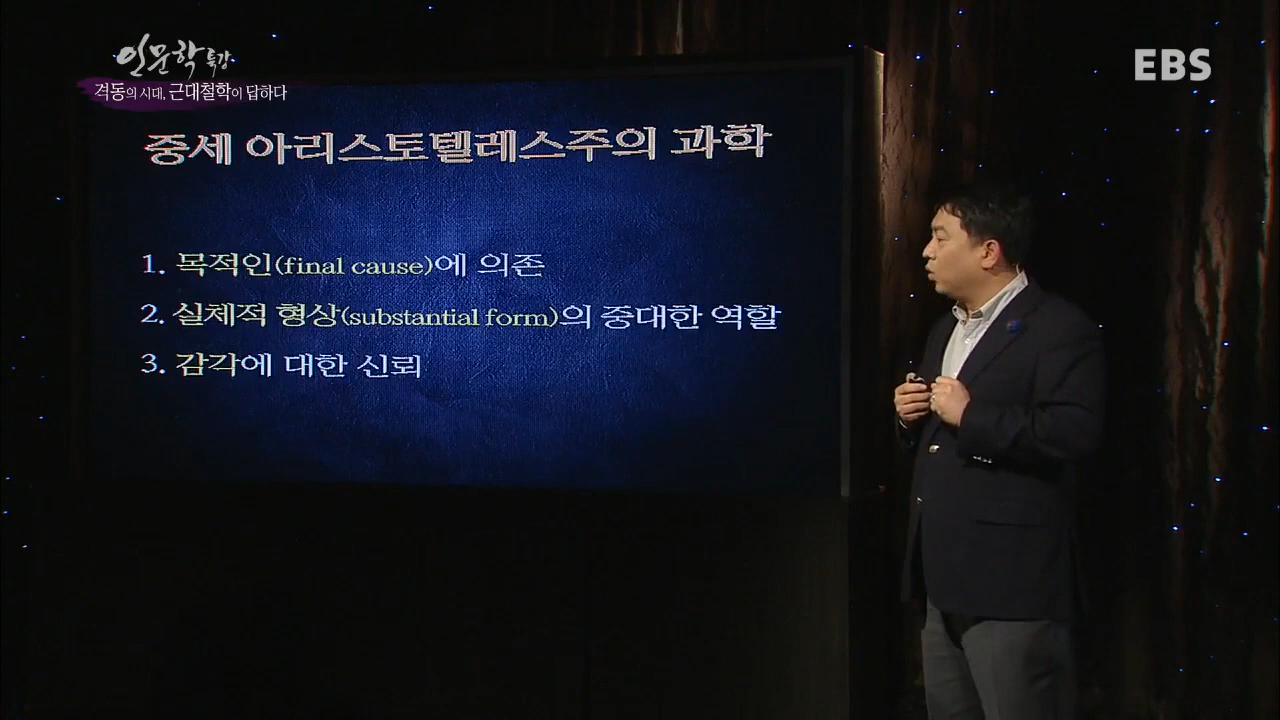 인문학 특강
격동의 시대, 근대철학이 답하다
EBS
중세 아리스토텔레스주의 과학
1. 목적인(final cause)에 의존
2. 실체적 형상(substantial form)의 중대한 역할
3. 감각에 대한 신뢰